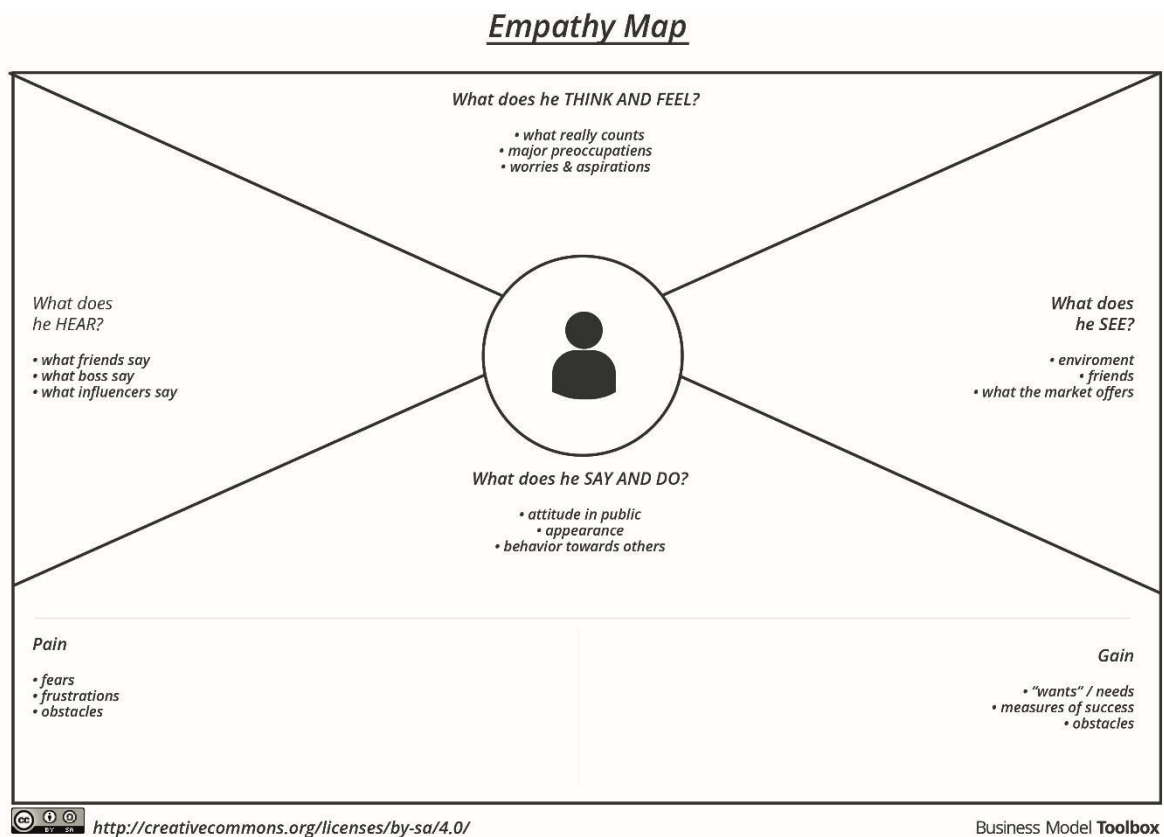 Empathy Map
What does he THINK AND FEEL?
• what really counts
• major preoccupatiens
• worries & aspirations
What does
he HEAR?
• what friends say
• what boss say
• what influencers say
What does
he SEE?
• enviroment
• friends
• what the market offers
What does he SAY AND DO?
• attitude in public
• appearance
• behavior towards others
Pain
• fears
• frustrations
• obstacles
Gain
• “wants” / needs
• measures of success
• obstacles
cc BY SA
http://creativecommons.org/licenses/by-sa/4.0/
Business Model Toolbox